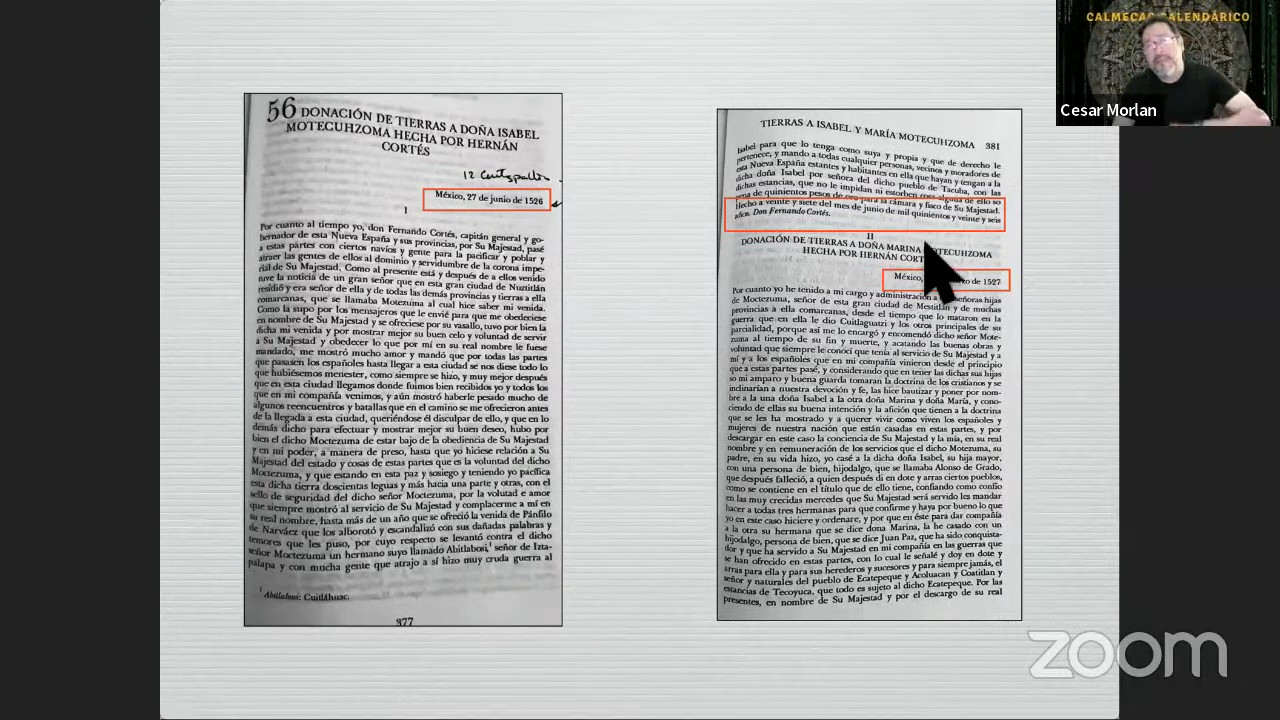 CALMECAC CALENDÁRICO
Cesar Morlan
56 DONACIÓN DE TIERRAS A DOÑA ISABEL
MOTECUHZOMA HECHA POR HERNÁN
CORTÉS
México, 27 de junio de 1526
I
Por cuanto al tiempo yo, don Fernando Cortés, capitán general y go-
bernador de esta Nueva España y sus provincias, por Su Majestad, pasé
a estas partes con ciertos navíos y gente para la pacificar y poblar y
atraer las gentes de ellos al dominio y servidumbre de la corona impe-
rial de Su Majestad. Como al presente está y después de a ellos venido
tuve la noticia de un gran señor que en esta gran ciudad de Nuztitlán
residió y era señor de ella y de todas las demás provincias y tierras a ella
comarcanas, que se llamaba Motezuma al cual hice saber mi venida.
Como la supo por los mensajeros que le envié para que me obedeciese
en nombre de Su Majestad y se ofreciese por su vasallo, tuvo por bien la
dicha mi venida y por mostrar mejor su buen celo y voluntad de servir
a Su Majestad y obedecer lo que por mí en su real nombre le fuese
mandado, me mostró mucho amor y mandó que por todas las partes
que pasasen los españoles hasta llegar a esta ciudad se nos diese todo lo
que hubiésemos menester, como siempre se hizo, y muy mejor después
que en esta ciudad llegamos donde fuimos bien recibidos yo y todos los
que en mi compañía venimos, y aún mostró haberle pesado mucho de
algunos reencuentros y batallas que en el camino se me ofrecieron antes
de la llegada a esta ciudad, queriéndose él disculpar de ello, y que en lo
demás dicho para efectuar y mostrar mejor su buen deseo, hubo por
bien el dicho Moctezuma de estar bajo de la obediencia de Su Majestad
y en mi poder, a manera de preso, hasta que yo hiciese relación a Su
Majestad del estado y cosas de estas partes que es la voluntad del dicho
Moctezuma, y que estando en esta paz y sosiego y teniendo yo pacífica
esta dicha tierra doscientas leguas y más hacia una parte y otras, con el
sello de seguridad del dicho señor Moctezuma, por la volutad e amor
que siempre mostró al servicio de Su Majestad y complacerme a mí en
su real nombre, hasta más de un año que se ofreció la venida de Pánfilo
de Narváez que los alborotó y escandalizó con sus dañadas palabras y
temores que les puso, por cuyo respecto se levantó contra el dicho
señor Moctezuma un hermano suyo llamado Abitlabosi,¹ señor de Izta-
palapa y con mucha gente que atrajo a sí hizo muy cruda guerra al
¹ Abitlabosi: Cuitláhuac.
377
TIERRAS A ISABEL Y MARÍA MOTECUHZOMA 381
Isabel para que lo tenga como suya y propia y que de derecho le
pertenece, y mando a todas cualquier personas, vecinos y moradores de
esta Nueva España estantes y habitantes en ella que hayan y tengan a la
dicha doña Isabel por señora del dicho pueblo de Tacuba, con las
dichas estancias, que no le impidan ni estorben cosa alguna de ello so
pena de quinientos pesos de oro para la cámara y fisco de Su Majestad.
Hecho a veinte y siete del mes de junio de mil quinientos y veinte y seis
años. Don Fernando Cortés.
II
DONACIÓN DE TIERRAS A DOÑA MARINA
HECHA POR HERNÁN
México, de 1527
Por cuanto yo he tenido a mi cargo y administración señoras hijas
de Moctezuma, señor de esta gran ciudad de Mestitlán y de muchas
provincias a ella comarcanas, desde el tiempo que lo mataron en la
guerra que en ella le dio Cuitlaguatzi y los otros principales de su
parcialidad, porque así me lo encargó y encomendó dicho señor Mote-
zuma al tiempo de su fin y muerte, y acatando las buenas obras y
voluntad que siempre le conocí que tenía al servicio de Su Majestad y a
mí y a los españoles que en mi compañía vinieron desde el principio
que a estas partes pasé, y considerando que en tener las dichas sus hijas
so mi amparo y buena guarda tomaran la doctrina de los cristianos y se
inclinarían a nuestra devoción y fe, las hice bautizar y poner por nom-
bre a la una doña Isabel a la otra doña Marina y doña María, y cono-
ciendo de ellas su buena intención y la afición que tienen a la doctrina
que se les ha mostrado y a querer vivir como viven los españoles y
mujeres de nuestra nación que están casadas en estas partes, y por
descargar en este caso la conciencia de Su Majestad y la mía, en su real
nombre y en remuneración de los servicios que el dicho Motezuma, su
padre, en su vida hizo, yo casé a la dicha doña Isabel, su hija mayor,
con una persona de bien, hijodalgo, que se llamaba Alonso de Grado,
que después falleció, a quien después di en dote y arras ciertos pueblos,
como se contiene en el título que de ello tiene, confiando como confío
en las muy crecidas mercedes que Su Majestad será servido les mandar
hacer a todas tres hermanas para que confirme y haya por bueno lo que
yo en este caso hiciere y ordenare, y por que en éste para dar compañía
a la otra su hermana que se dice dona Marina, la he casado con un
hijodalgo, persona de bien, que se dice Juan Paz, que ha sido conquista-
dor y que ha servido a Su Majestad en mi compañía en las guerras que
se han ofrecido en estas partes, con lo cual le señalé y doy en dote y
arras para ella y para sus herederos y sucesores y para siempre jamás, el
señor y naturales del pueblo de Ecatepeque y Acoluacan y Coatitlan y
estancias de Tecoyuca, que todo es sujeto al dicho Ecatepeque. Por las
presentes, en nombre de Su Majestad y por el descargo de su real
zoom